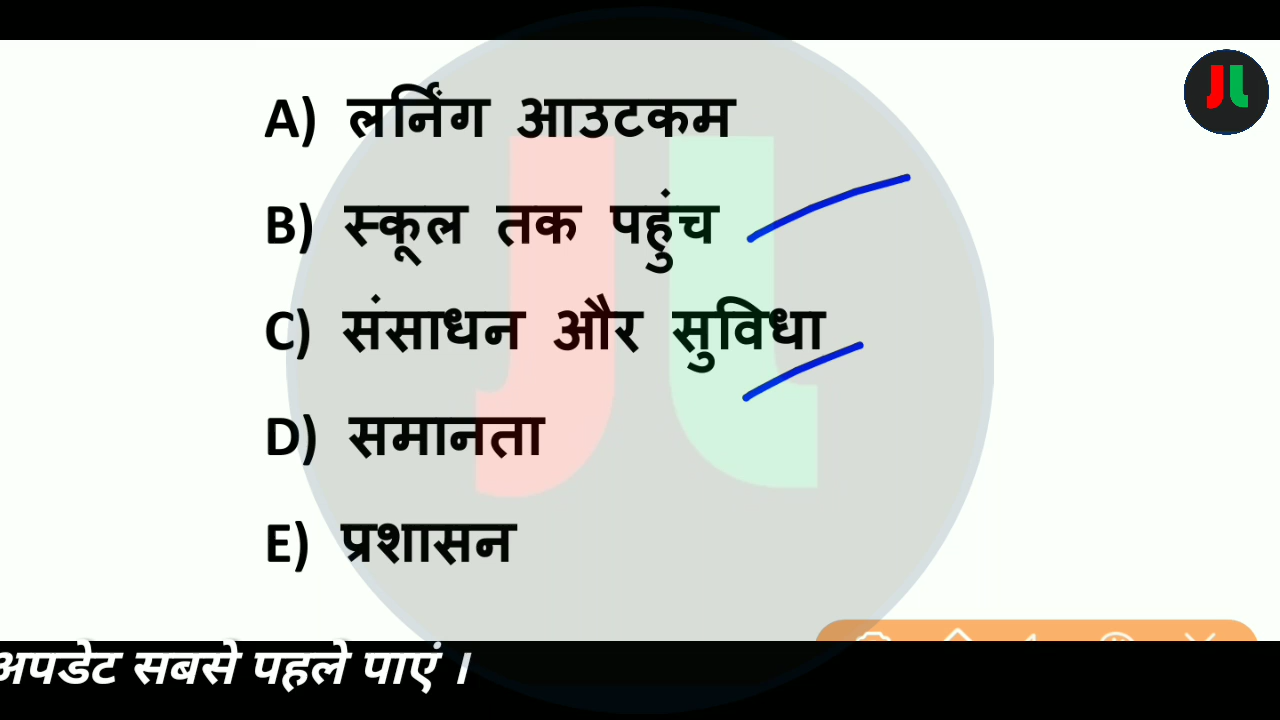 A) लर्निंग आउटकम
B) स्कूल तक पहुंच
C) संसाधन और सुविधा
D) समानता
E) प्रशासन
अपडेट सबसे पहले पाएं ।